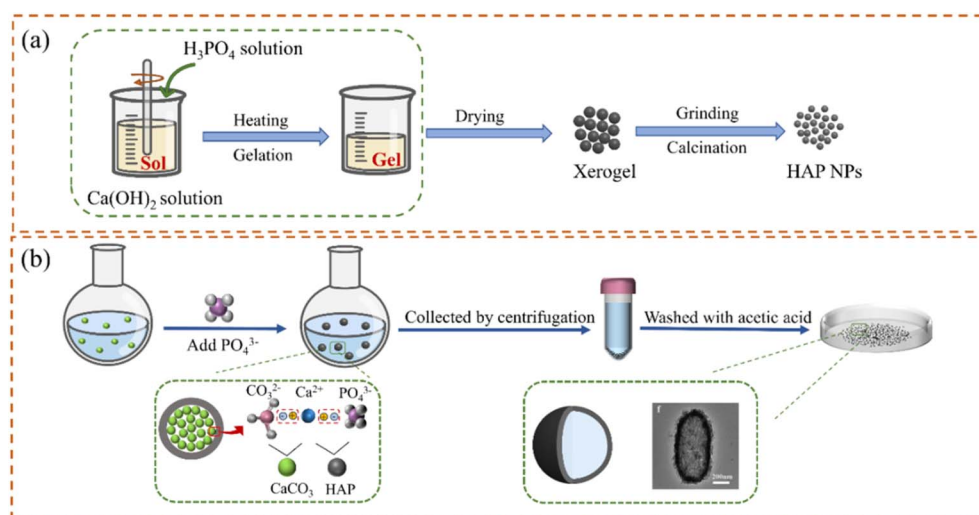 (a)
H₃PO₄ solution
Sol
Ca(OH)₂ solution
Heating
Gelation
Gel
Drying
Xerogel
Grinding
Calcination
HAP NPs
(b)
Add PO₄³⁻
Collected by centrifugation
Washed with acetic acid
CO₃²⁻ Ca²⁺ PO₄³⁻
CaCO₃ HAP
f
200nm